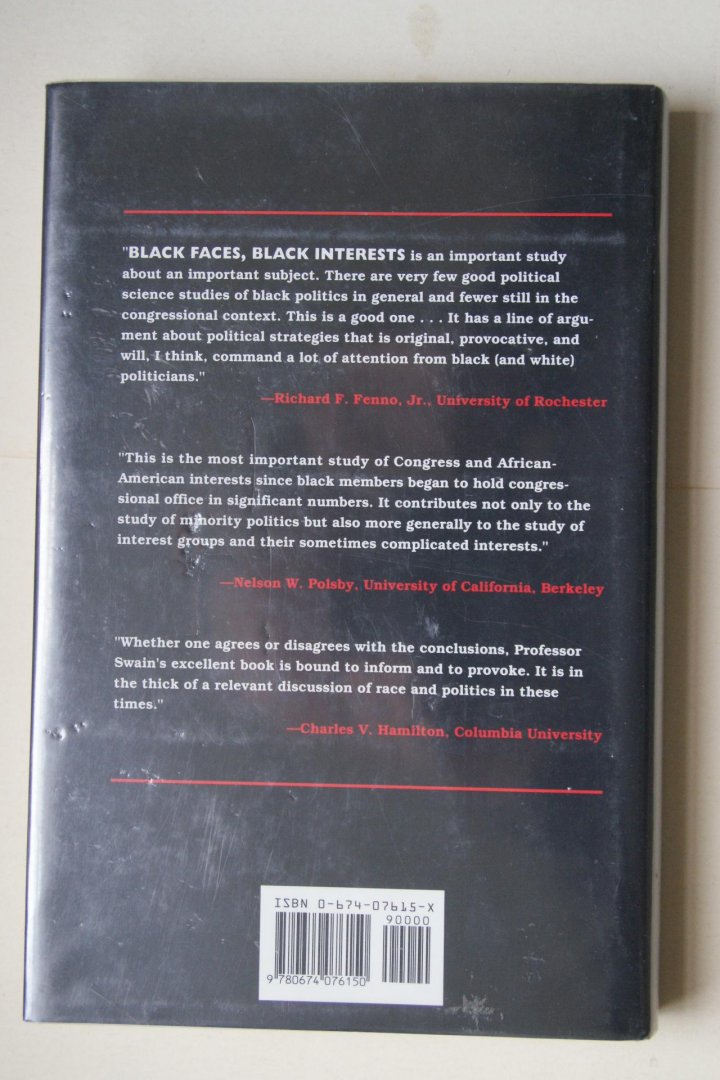 "BLACK FACES, BLACK INTERESTS is an important study
about an important subject. There are very few good political
science studies of black politics in general and fewer still in the
congressional context. This is a good one . . . It has a line of argu-
ment about political strategies that is original, provocative, and
will, I think, command a lot of attention from black (and white)
politicians."
—Richard F. Fenno, Jr., University of Rochester
"This is the most important study of Congress and African-
American interests since black members began to hold congres-
sional office in significant numbers. It contributes not only to the
study of minority politics but also more generally to the study of
interest groups and their sometimes complicated interests."
—Nelson W. Polsby, University of California, Berkeley
"Whether one agrees or disagrees with the conclusions, Professor
Swain's excellent book is bound to inform and to provoke. It is in
the thick of a relevant discussion of race and politics in these
times."
—Charles V. Hamilton, Columbia University
ISBN 0-674-07615-X
90000
9 780674 076150